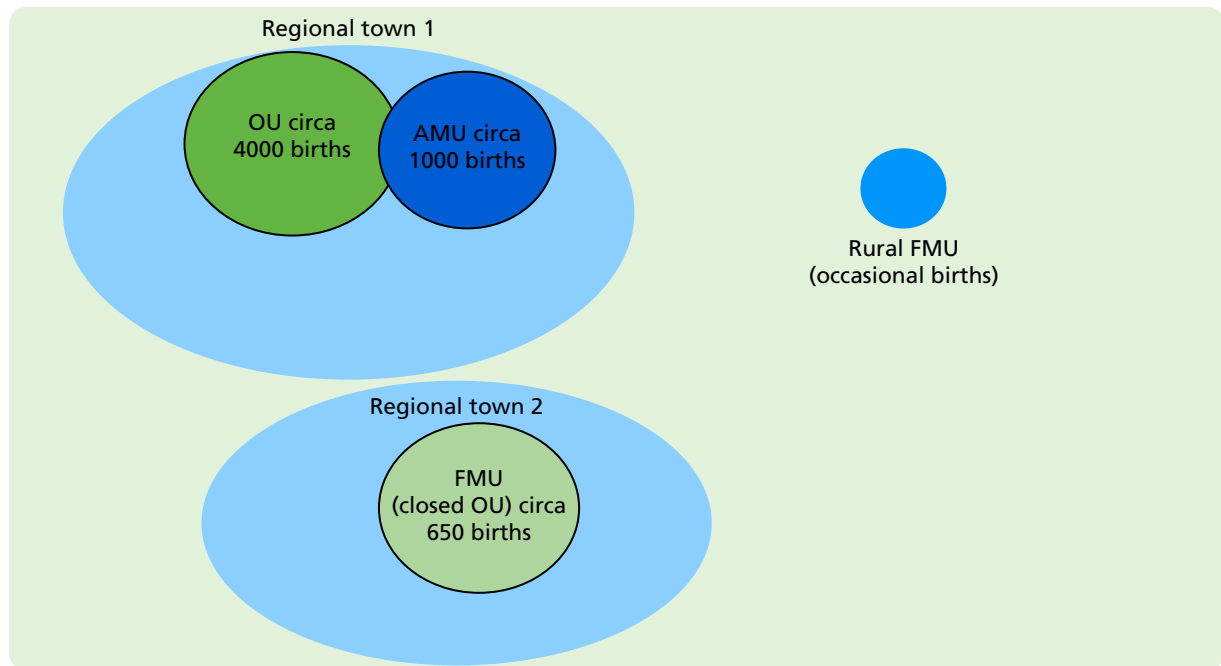 Regional town 1
OU circa
4000 births
AMU circa
1000 births
Rural FMU
(occasional births)
Regional town 2
FMU
(closed OU) circa
650 births